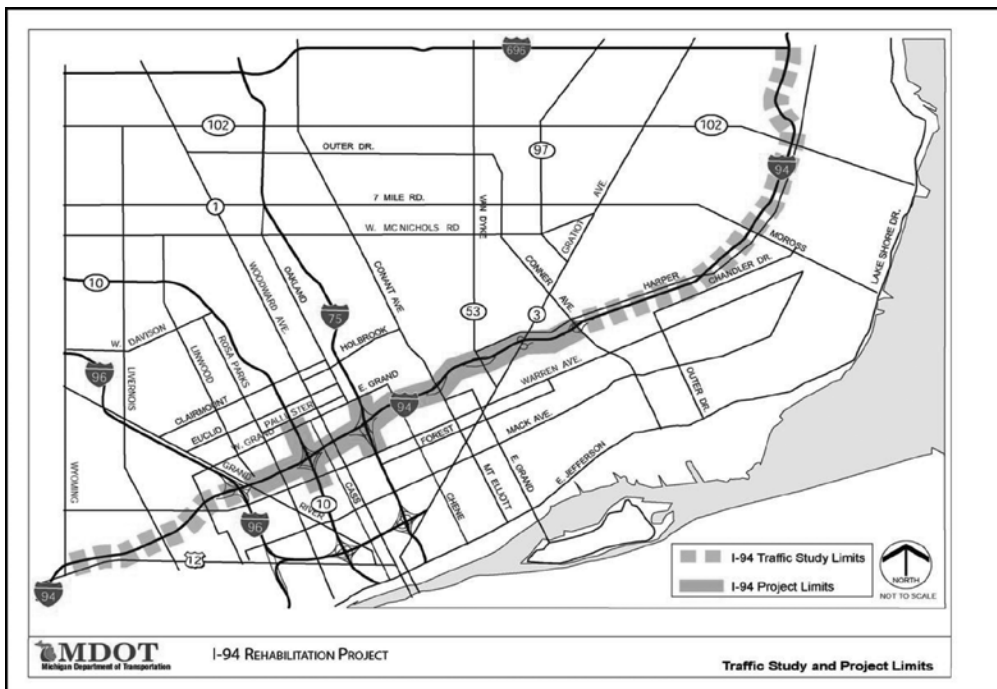 696
102
102
97
OUTER DR.
94
1
7 MILE RD.
VAN DYKE
GRATIOT AVE.
W. MC NICHOLS RD
MOROSS
LAKE SHORE DR.
10
WOODWARD AVE.
OAKLAND
CONANT AVE
CONNER AVE.
HARPER
CHANDLER DR.
75
53
3
W. DAVISON
HOLBROOK
96
LIVERNOIS
LINWOOD
ROSA PARKS
WARREN AVE.
CLAIRMOUNT
E. GRAND
94
OUTER DR.
EUCLID
PALLISTER
W. GRAND
FOREST
MACK AVE.
WYOMING
GRAND RIVER
CASS
E. JEFFERSON
10
MT ELLIOTT
E. GRAND
CHENE
96
12
94
I-94 Traffic Study Limits
I-94 Project Limits
NORTH
NOT TO SCALE
MDOT
Michigan Department of Transportation
I-94 REHABILITATION PROJECT
Traffic Study and Project Limits